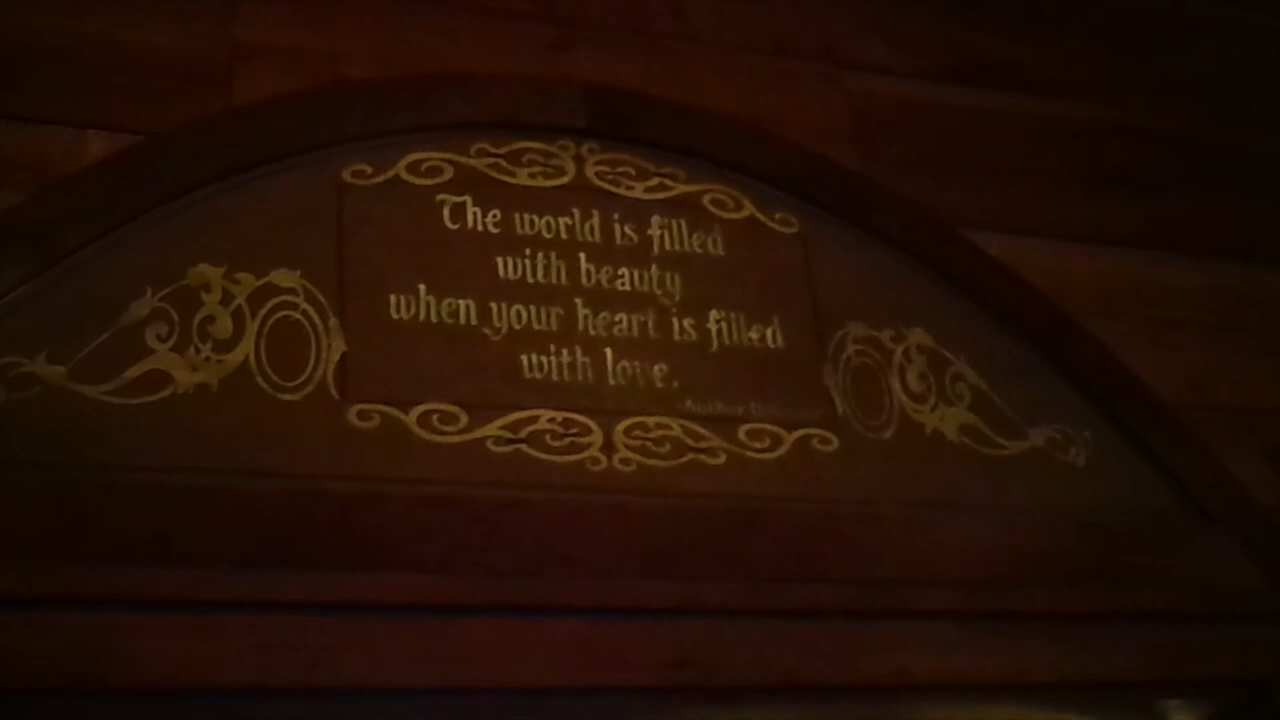 The world is filled
with beauty
when your heart is filled
with love.